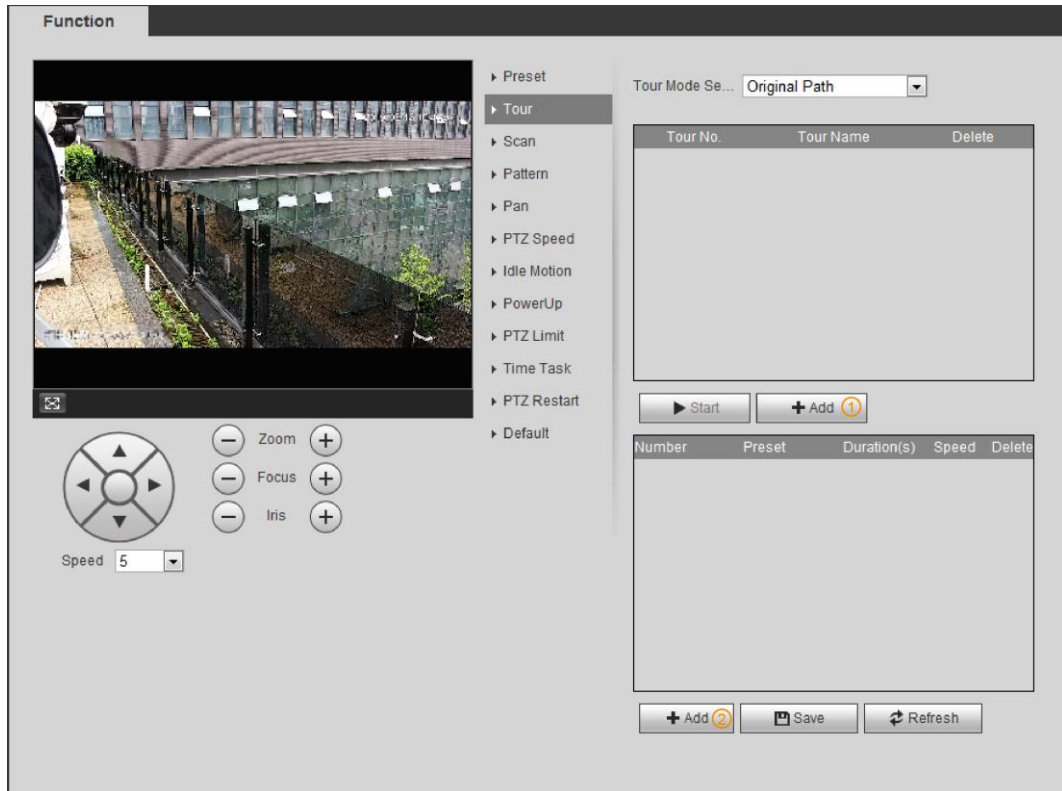 Function
Preset
Tour
Scan
Pattern
Pan
PTZ Speed
Idle Motion
PowerUp
PTZ Limit
Time Task
PTZ Restart
Default
Zoom
Focus
Iris
Speed 5
Tour Mode Se... Original Path
Tour No. Tour Name Delete
Start Add 1
Number Preset Duration(s) Speed Delete
Add 2 Save Refresh